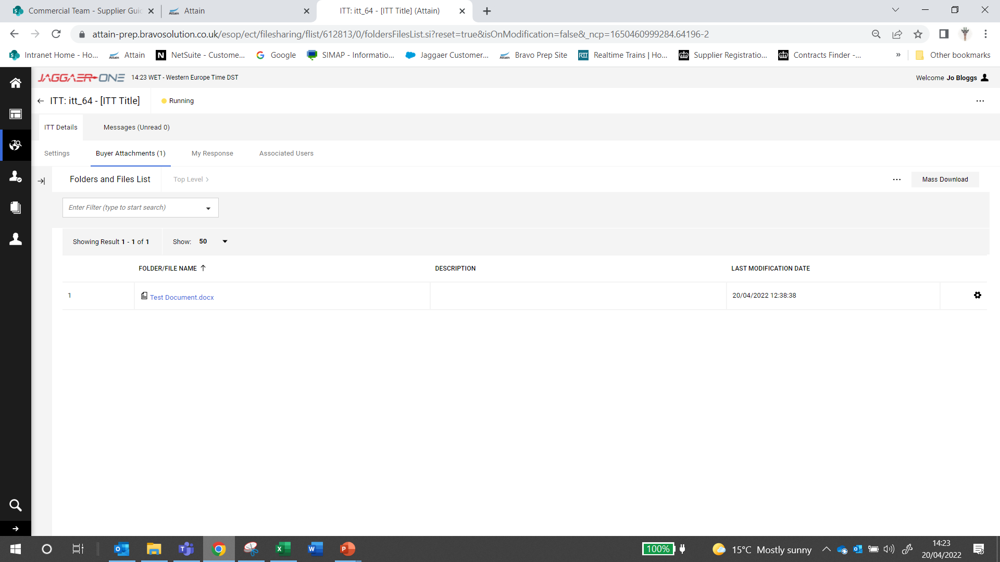 Commercial Team - Supplier Guid
Attain
ITT: itt_64 - [ITT Title] (Attain)
attain-prep.bravosolution.co.uk/esop/ect/filesharing/flist/612813/0/foldersFilesList.si?reset=true&isOnModification=false&_ncp=1650460999284.64196-2
Intranet Home - Ho...
Attain
NetSuite - Custome...
Google
SIMAP - Informatio...
Jaggaer Customer...
Bravo Prep Site
Realtime Trains | Ho...
Supplier Registratio...
Contracts Finder -...
»
Other bookmarks
JAGGAER ONE
14:23 WET - Western Europe Time DST
Welcome Jo Bloggs
ITT: itt_64 - [ITT Title]
Running
ITT Details
Messages (Unread 0)
Settings
Buyer Attachments (1)
My Response
Associated Users
Folders and Files List
Top Level >
Mass Download
Enter Filter (type to start search)
Showing Result 1 - 1 of 1
Show: 50
FOLDER/FILE NAME
DESCRIPTION
LAST MODIFICATION DATE
1
Test Document.docx
20/04/2022 12:38:38
100%
15°C Mostly sunny
14:23
20/04/2022